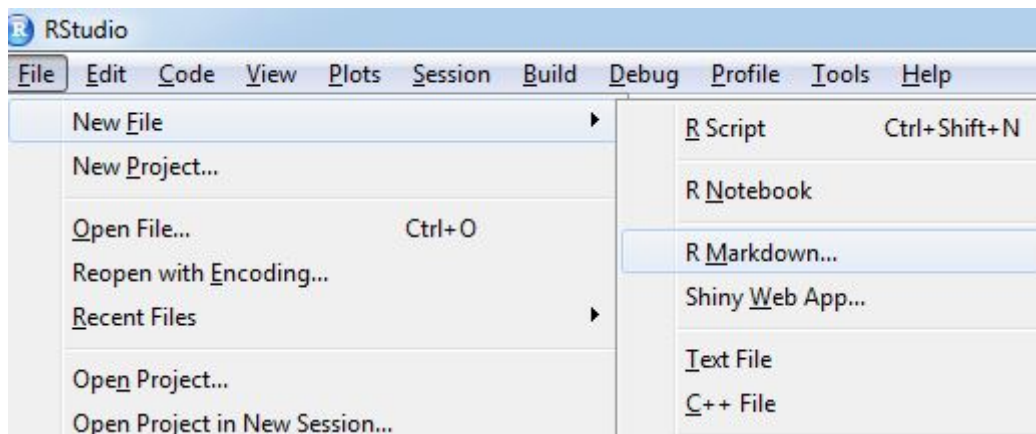 R RStudio
File Edit Code View Plots Session Build Debug Profile Tools Help
New File
New Project...
Open File... Ctrl+O
Reopen with Encoding...
Recent Files
Open Project...
Open Project in New Session...
R Script Ctrl+Shift+N
R Notebook
R Markdown...
Shiny Web App...
Text File
C++ File